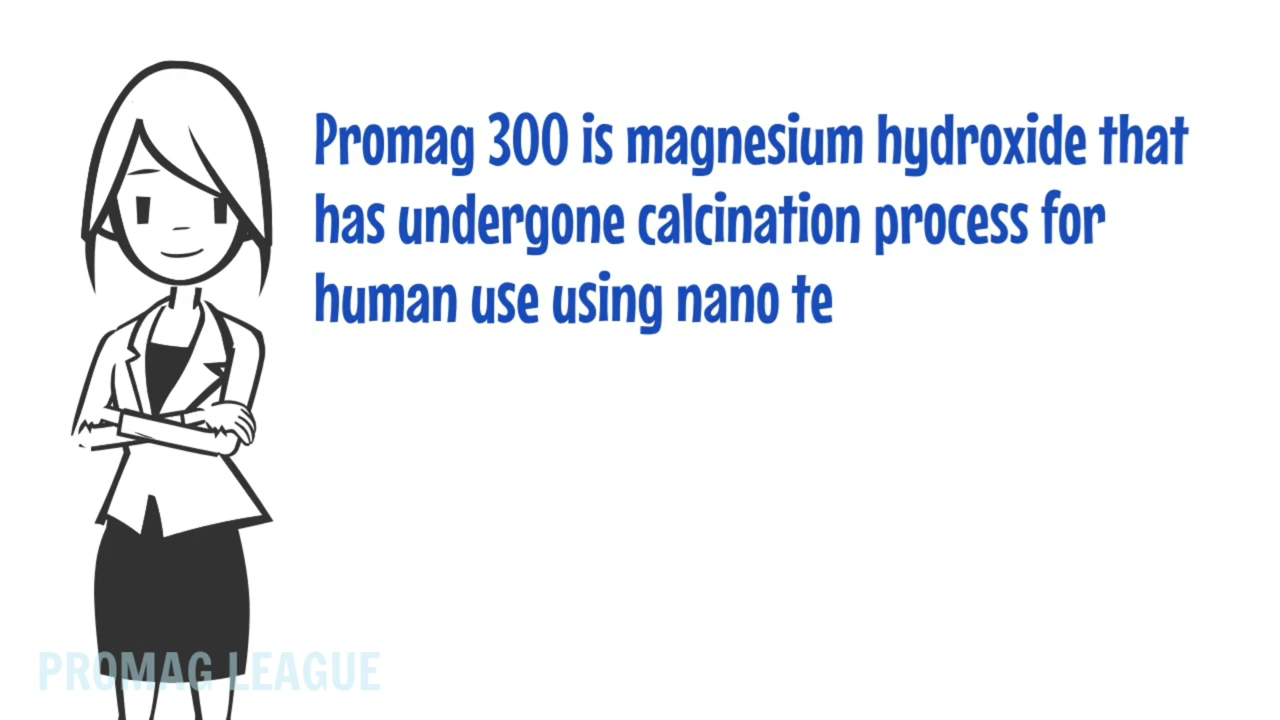 Promag 300 is magnesium hydroxide that
has undergone calcination process for
human use using nano te
PROMAG LEAGUE